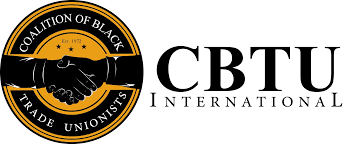 COALITION OF BLACK
Est. 1972
TRADE UNIONISTS
CBTU
INTERNATIONAL